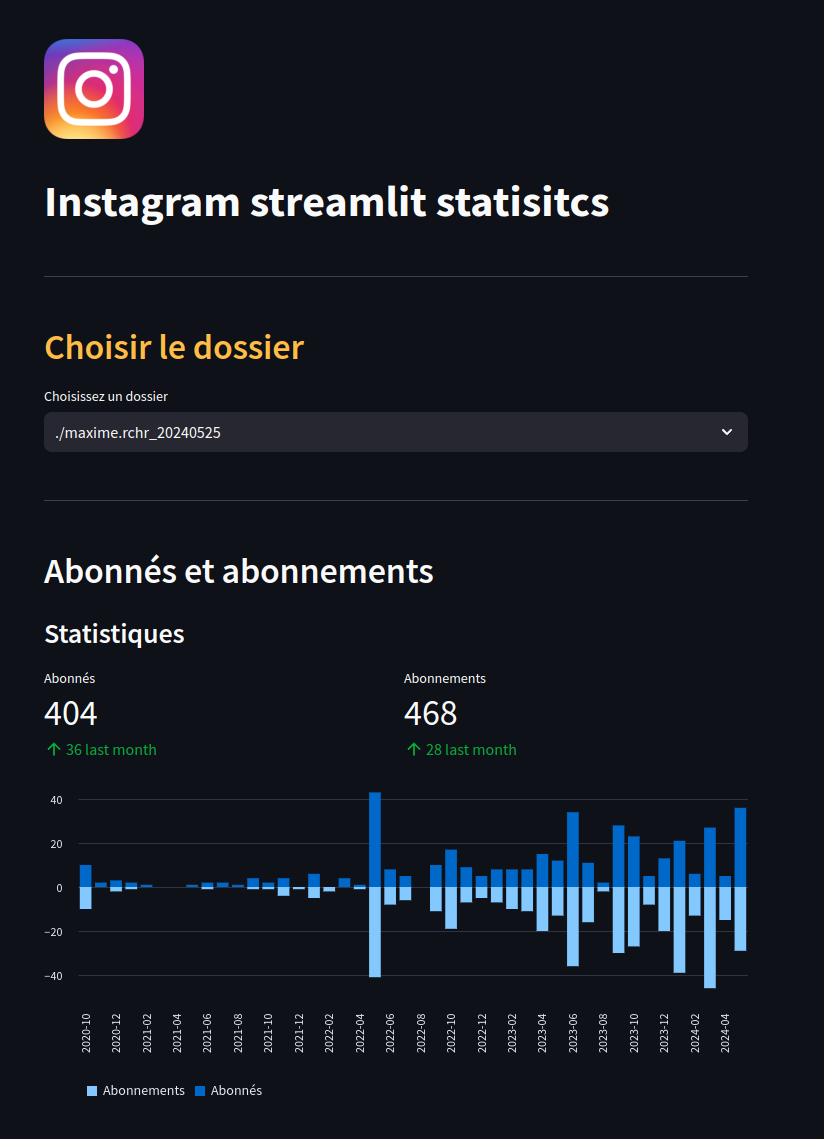 Instagram streamlit statisitcs
Choisir le dossier
Choisissez un dossier
./maxime.rchr_20240525
Abonnés et abonnements
Statistiques
Abonnés
Abonnements
404
468
36 last month
28 last month
40
20
0
−20
−40
2020-10
2020-12
2021-02
2021-04
2021-06
2021-08
2021-10
2021-12
2022-02
2022-04
2022-06
2022-08
2022-10
2022-12
2023-02
2023-04
2023-06
2023-08
2023-10
2023-12
2024-02
2024-04
Abonnements
Abonnés